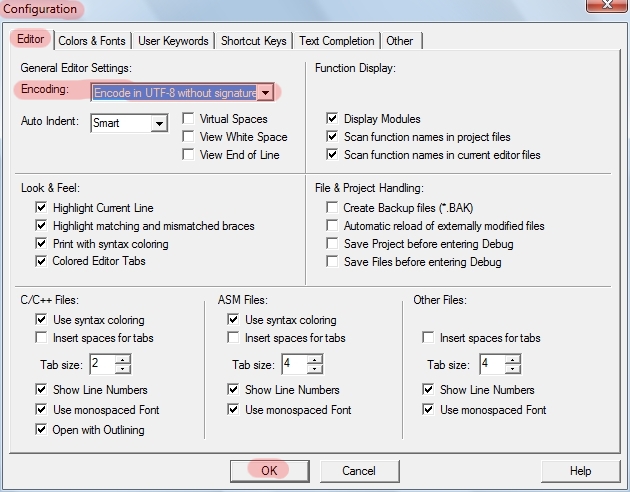 Configuration
Editor Colors & Fonts User Keywords Shortcut Keys Text Completion Other
General Editor Settings:
Encoding: Encode in UTF-8 without signature
Auto Indent: Smart
Virtual Spaces
View White Space
View End of Line
Function Display:
Display Modules
Scan function names in project files
Scan function names in current editor files
Look & Feel:
Highlight Current Line
Highlight matching and mismatched braces
Print with syntax coloring
Colored Editor Tabs
File & Project Handling:
Create Backup files (*.BAK)
Automatic reload of externally modified files
Save Project before entering Debug
Save Files before entering Debug
C/C++ Files:
Use syntax coloring
Insert spaces for tabs
Tab size: 2
Show Line Numbers
Use monospaced Font
Open with Outlining
ASM Files:
Use syntax coloring
Insert spaces for tabs
Tab size: 4
Show Line Numbers
Use monospaced Font
Other Files:
Insert spaces for tabs
Tab size: 4
Show Line Numbers
Use monospaced Font
OK Cancel Help